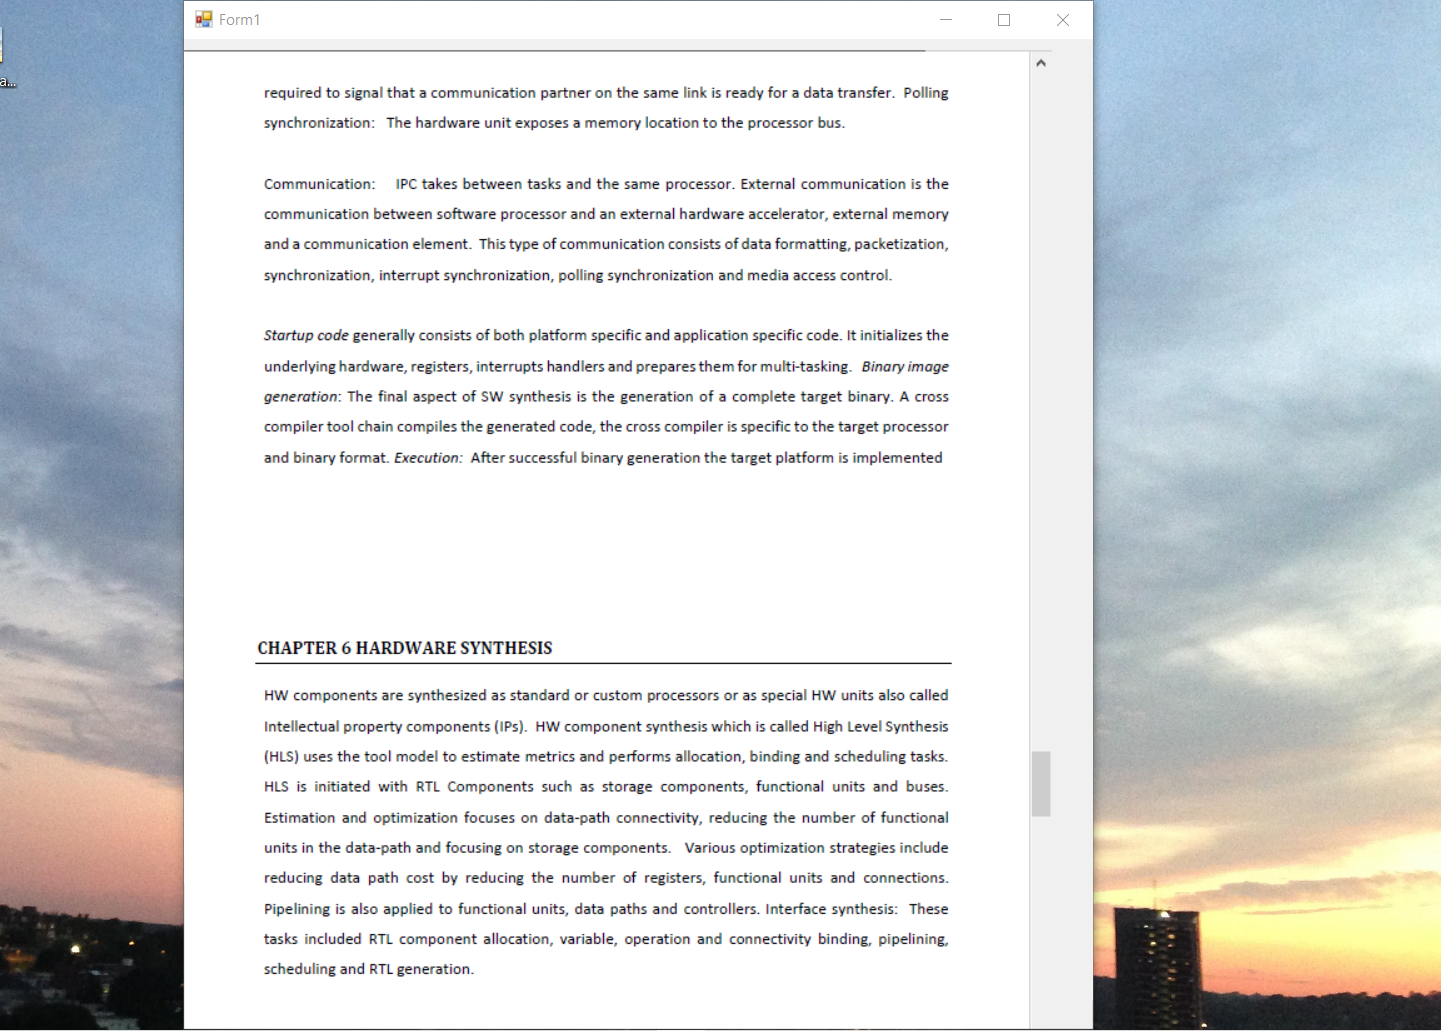 Form1
a...
required to signal that a communication partner on the same link is ready for a data transfer.  Polling
synchronization:   The hardware unit exposes a memory location to the processor bus.
Communication:    IPC takes between tasks and the same processor. External communication is the
communication between software processor and an external hardware accelerator, external memory
and a communication element.  This type of communication consists of data formatting, packetization,
synchronization, interrupt synchronization, polling synchronization and media access control.
Startup code generally consists of both platform specific and application specific code. It initializes the
underlying hardware, registers, interrupts handlers and prepares them for multi-tasking.   Binary image
generation: The final aspect of SW synthesis is the generation of a complete target binary. A cross
compiler tool chain compiles the generated code, the cross compiler is specific to the target processor
and binary format. Execution:  After successful binary generation the target platform is implemented
CHAPTER 6 HARDWARE SYNTHESIS
HW components are synthesized as standard or custom processors or as special HW units also called
Intellectual property components (IPs).  HW component synthesis which is called High Level Synthesis
(HLS) uses the tool model to estimate metrics and performs allocation, binding and scheduling tasks.
HLS is initiated with RTL Components such as storage components, functional units and buses.
Estimation and optimization focuses on data-path connectivity, reducing the number of functional
units in the data-path and focusing on storage components.   Various optimization strategies include
reducing data path cost by reducing the number of registers, functional units and connections.
Pipelining is also applied to functional units, data paths and controllers. Interface synthesis:  These
tasks included RTL component allocation, variable, operation and connectivity binding, pipelining,
scheduling and RTL generation.